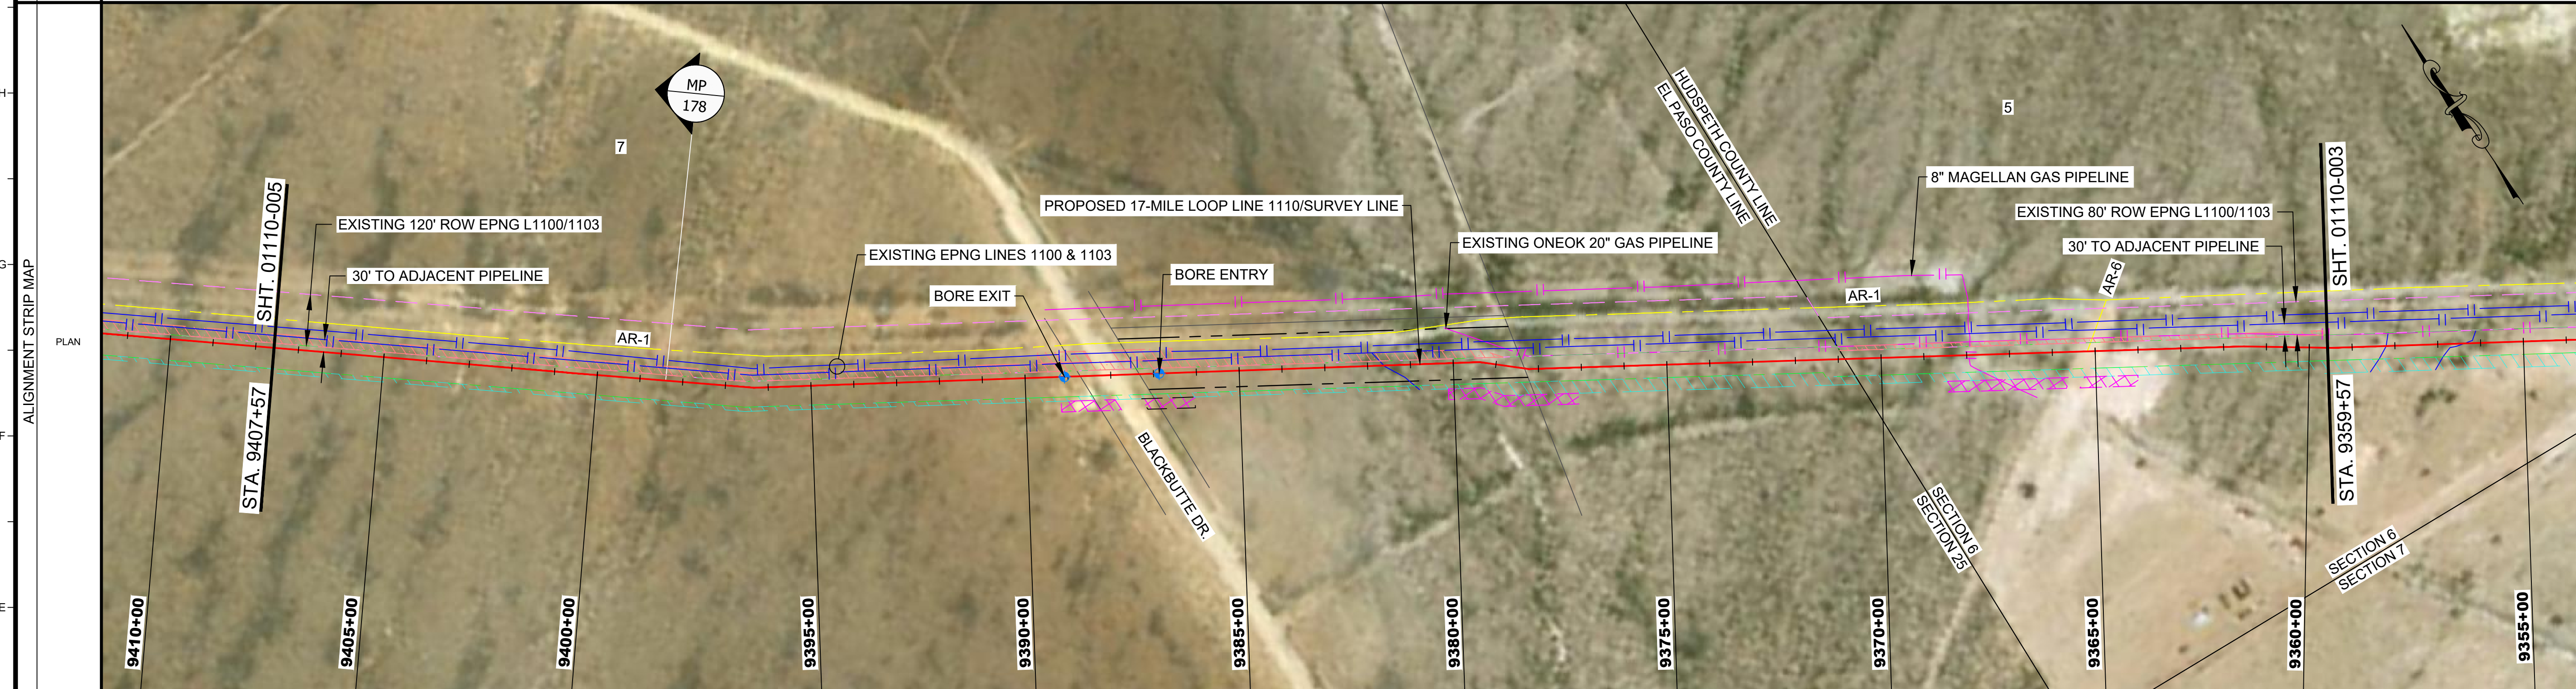 H
G
F
E
ALIGNMENT STRIP MAP
PLAN
MP
178
7
5
HUDSPETH COUNTY LINE
EL PASO COUNTY LINE
SHT. 01110-005
STA. 9407+57
EXISTING 120' ROW EPNG L1100/1103
30' TO ADJACENT PIPELINE
AR-1
EXISTING EPNG LINES 1100 & 1103
BORE EXIT
BORE ENTRY
PROPOSED 17-MILE LOOP LINE 1110/SURVEY LINE
EXISTING ONEOK 20" GAS PIPELINE
8" MAGELLAN GAS PIPELINE
EXISTING 80' ROW EPNG L1100/1103
30' TO ADJACENT PIPELINE
AR-1
AR-6
SHT. 01110-003
STA. 9359+57
BLACKBUTTE DR.
SECTION 6
SECTION 25
SECTION 6
SECTION 7
9410+00
9405+00
9400+00
9395+00
9390+00
9385+00
9380+00
9375+00
9370+00
9365+00
9360+00
9355+00